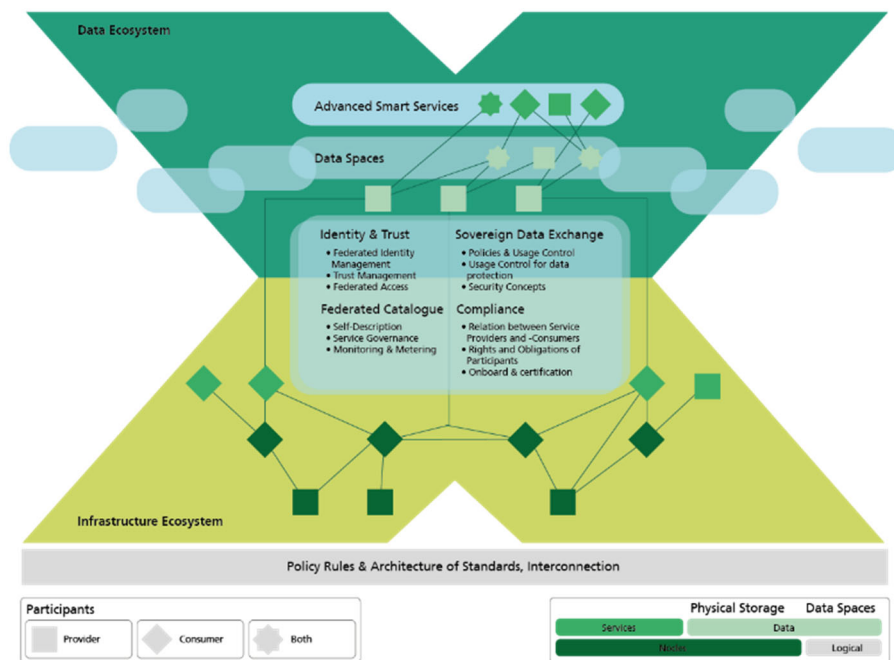 Data Ecosystem
Advanced Smart Services
Data Spaces
Identity & Trust
• Federated Identity
Management
• Trust Management
• Federated Access
Sovereign Data Exchange
• Policies & Usage Control
• Usage Control for data
protection
• Security Concepts
Federated Catalogue
• Self-Description
• Service Governance
• Monitoring & Metering
Compliance
• Relation between Service
Providers and -Consumers
• Rights and Obligations of
Participants
• Onboard & certification
Infrastructure Ecosystem
Policy Rules & Architecture of Standards, Interconnection
Participants
Provider
Consumer
Both
Physical Storage
Data Spaces
Services
Data
Nodes
Logical